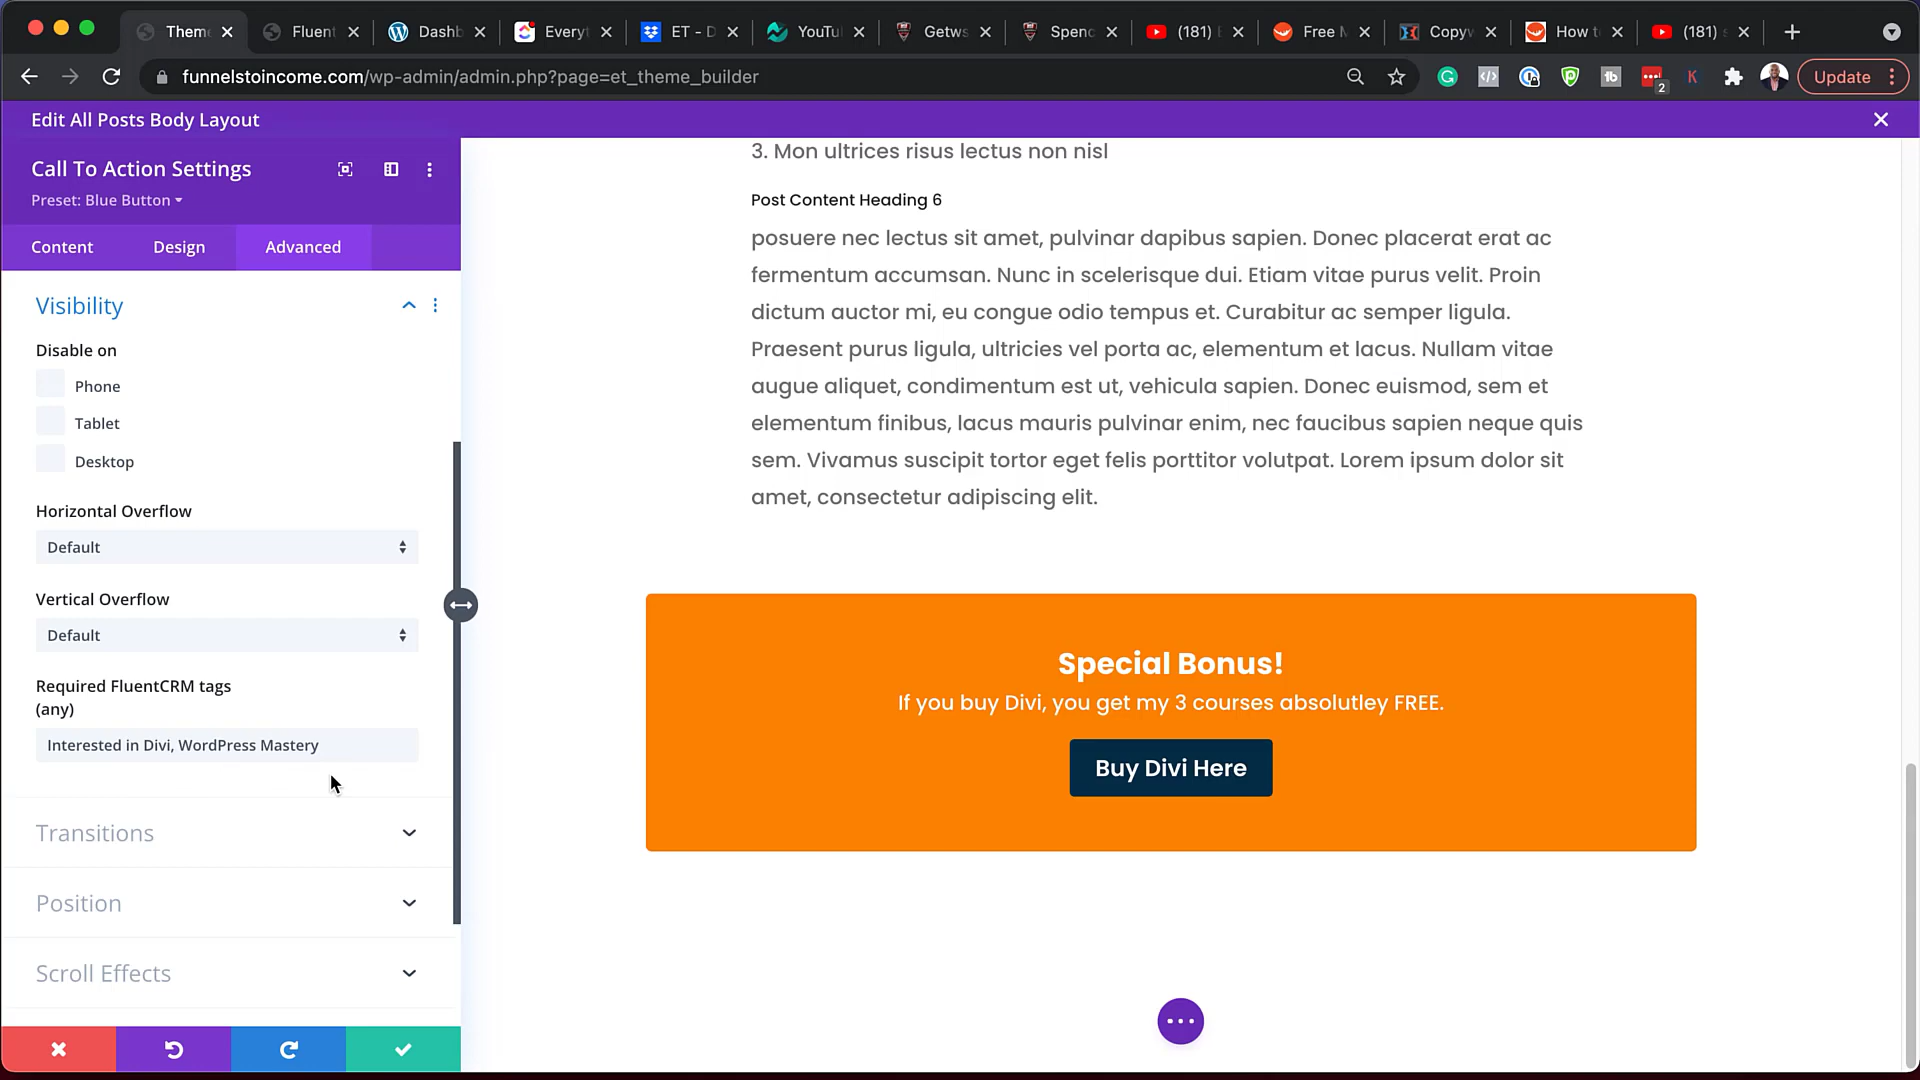 Theme
Fluent
Dashb
Everyt
ET - D
YouTu
Getws
Spenc
(181) E
Free M
Copyw
How to
(181) s
funnelstoincome.com/wp-admin/admin.php?page=et_theme_builder
2
Update
Edit All Posts Body Layout
Call To Action Settings
Preset: Blue Button
Content
Design
Advanced
Visibility
Disable on
Phone
Tablet
Desktop
Horizontal Overflow
Default
Vertical Overflow
Default
Required FluentCRM tags
(any)
Interested in Divi, WordPress Mastery
Transitions
Position
Scroll Effects
3. Mon ultrices risus lectus non nisl
Post Content Heading 6
posuere nec lectus sit amet, pulvinar dapibus sapien. Donec placerat erat ac
fermentum accumsan. Nunc in scelerisque dui. Etiam vitae purus velit. Proin
dictum auctor mi, eu congue odio tempus et. Curabitur ac semper ligula.
Praesent purus ligula, ultricies vel porta ac, elementum et lacus. Nullam vitae
augue aliquet, condimentum est ut, vehicula sapien. Donec euismod, sem et
elementum finibus, lacus mauris pulvinar enim, nec faucibus sapien neque quis
sem. Vivamus suscipit tortor eget felis porttitor volutpat. Lorem ipsum dolor sit
amet, consectetur adipiscing elit.
Special Bonus!
If you buy Divi, you get my 3 courses absolutley FREE.
Buy Divi Here